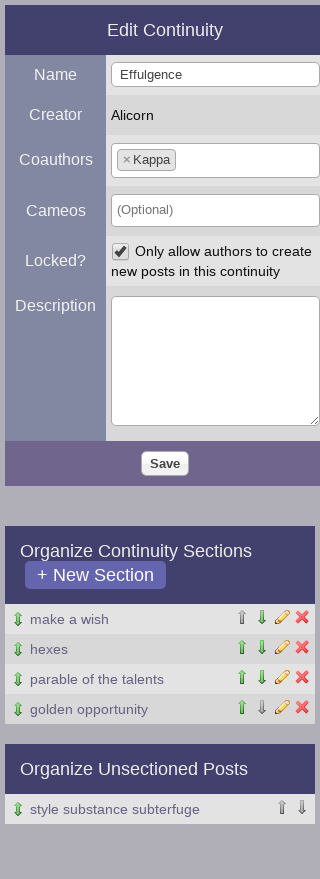 Edit Continuity
Name
Effulgence
Creator
Alicorn
Coauthors
×Kappa
Cameos
(Optional)
Locked?
Only allow authors to create
new posts in this continuity
Description
Save
Organize Continuity Sections
+ New Section
make a wish
hexes
parable of the talents
golden opportunity
Organize Unsectioned Posts
style substance subterfuge